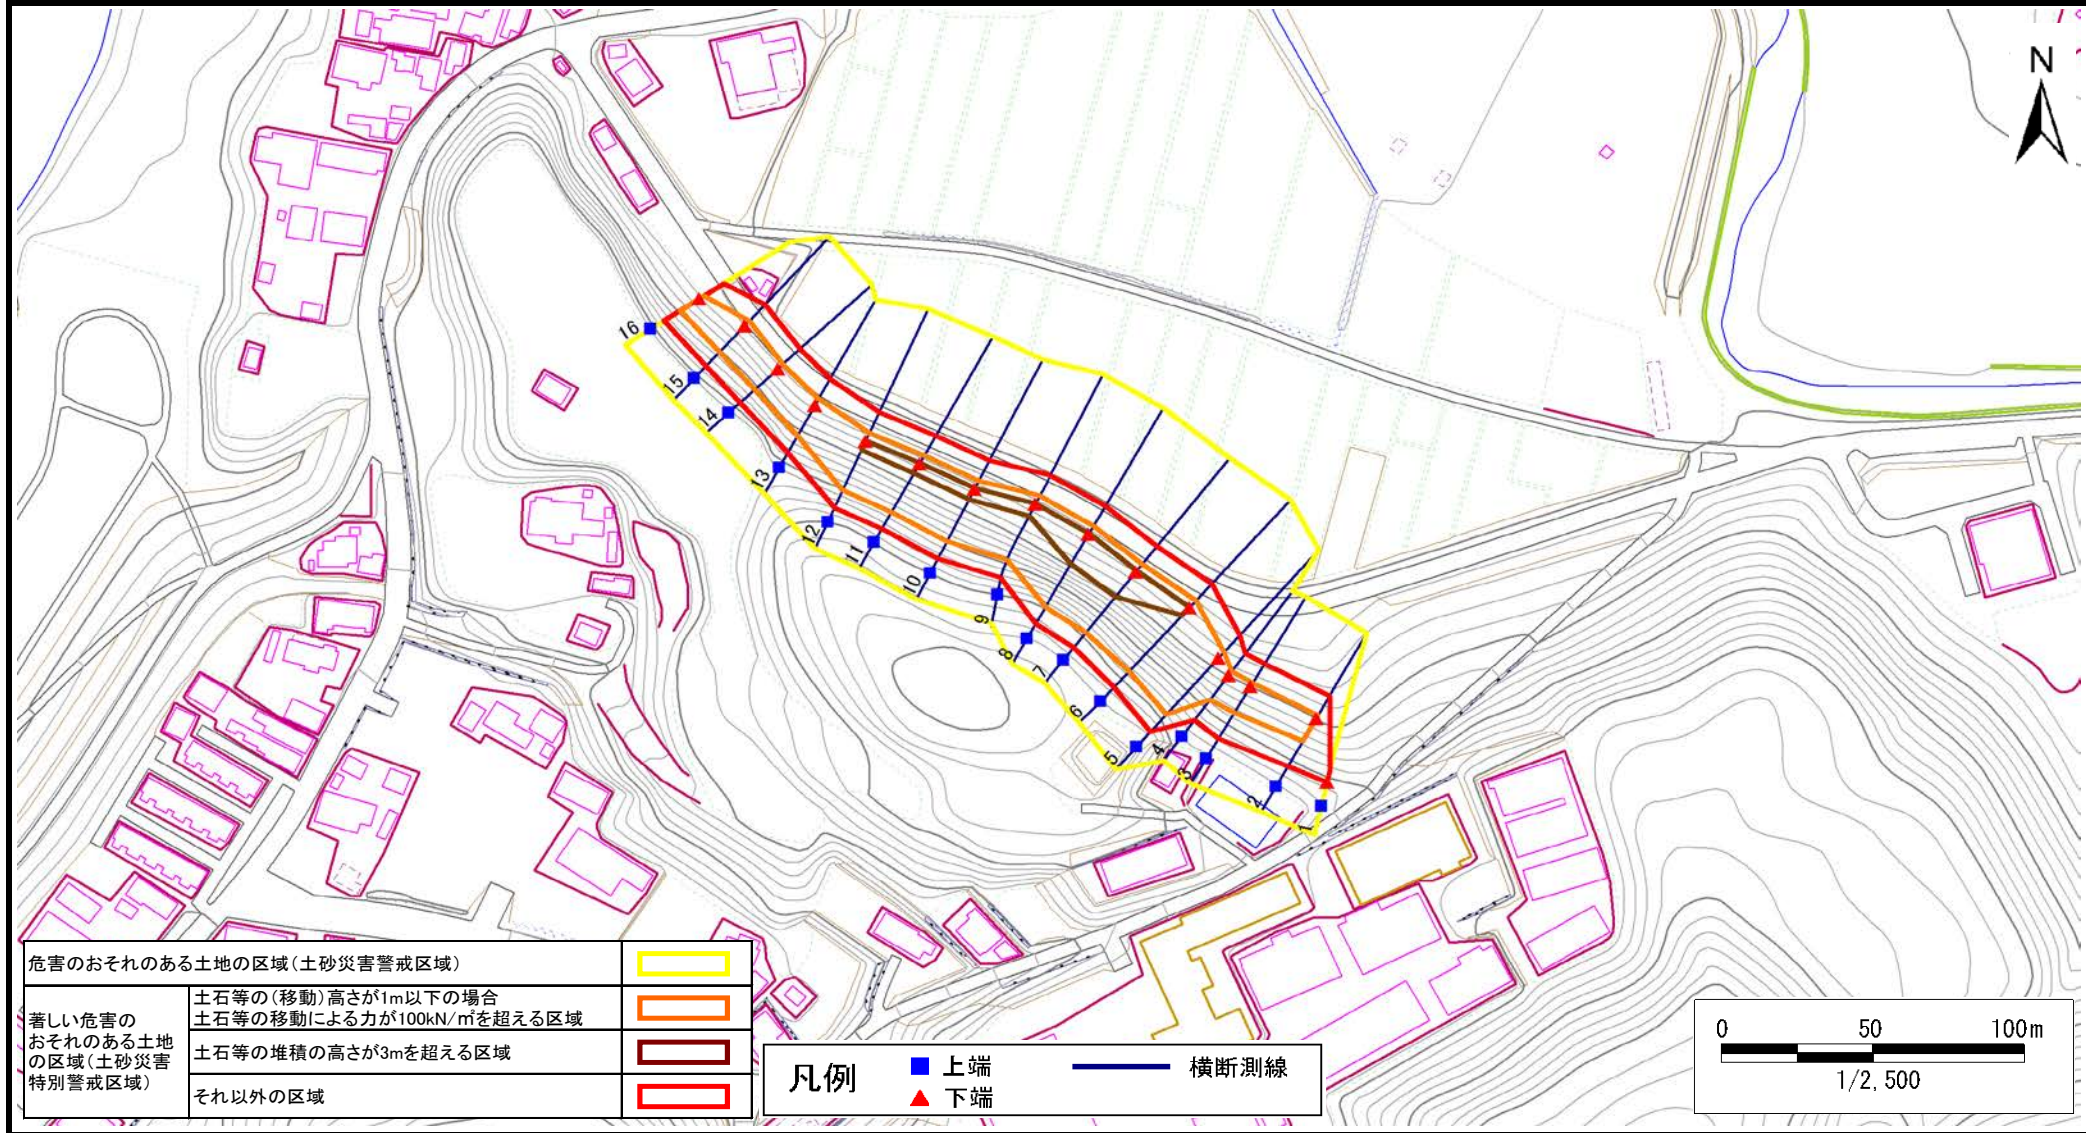 N
16
15
14
13
12
11
10
9
8
7
6
5
4
3
2
1
危害のおそれのある土地の区域(土砂災害警戒区域)
著しい危害の
おそれのある土地
の区域(土砂災害
特別警戒区域)
土石等の(移動)高さが1m以下の場合
土石等の移動による力が100kN/㎡を超える区域
土石等の堆積の高さが3mを超える区域
それ以外の区域
凡例
上端
下端
横断測線
0 50 100m
1/2,500